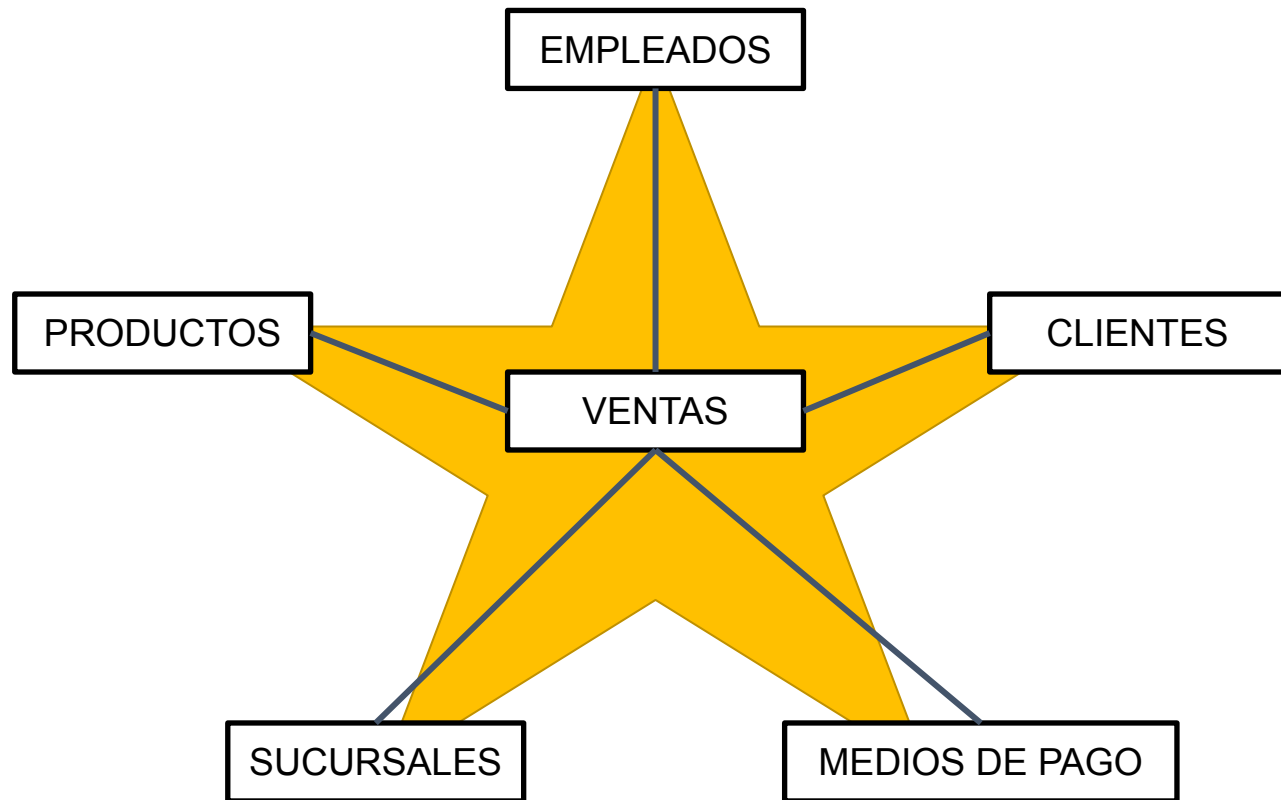 EMPLEADOS
PRODUCTOS
CLIENTES
VENTAS
SUCURSALES
MEDIOS DE PAGO